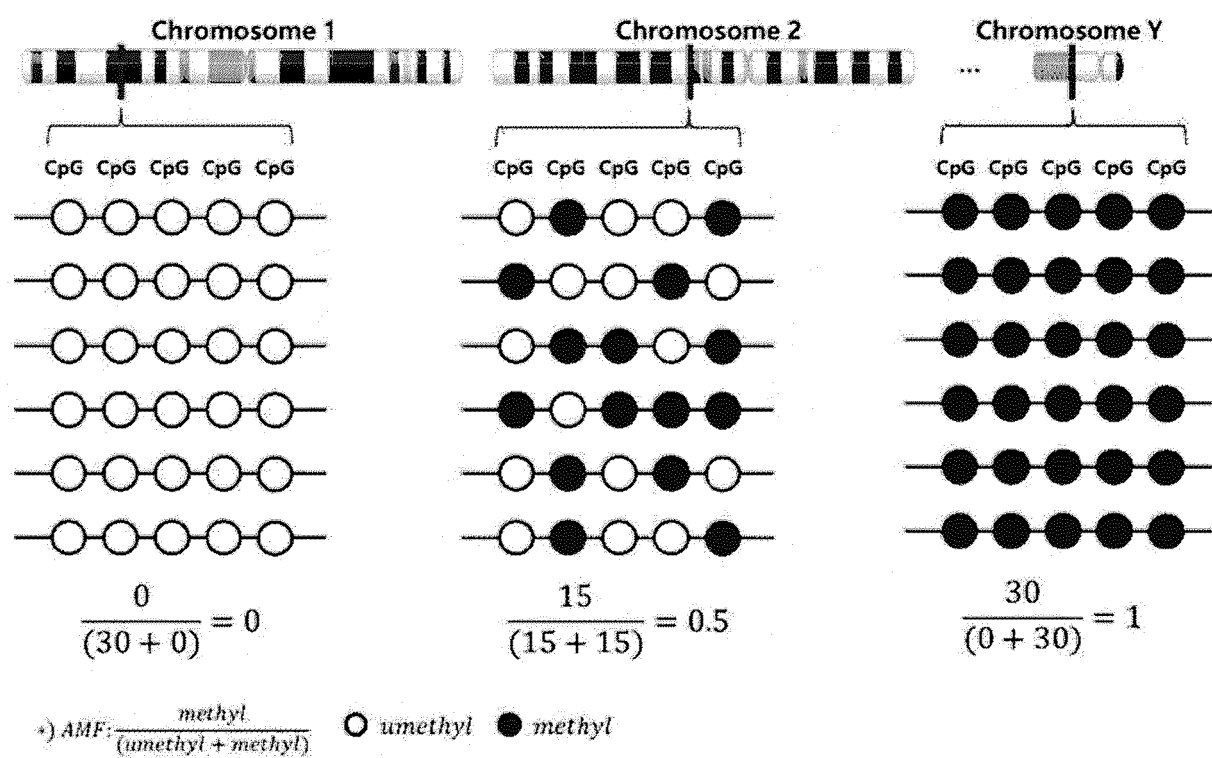 Chromosome 1 Chromosome 2 Chromosome Y
...
CpG CpG CpG CpG CpG CpG CpG CpG CpG CpG CpG CpG CpG CpG CpG
0/(30 + 0) = 0
15/(15 + 15) = 0.5
30/(0 + 30) = 1
*) AMF: methyl/(umethyl + methyl) umethyl methyl